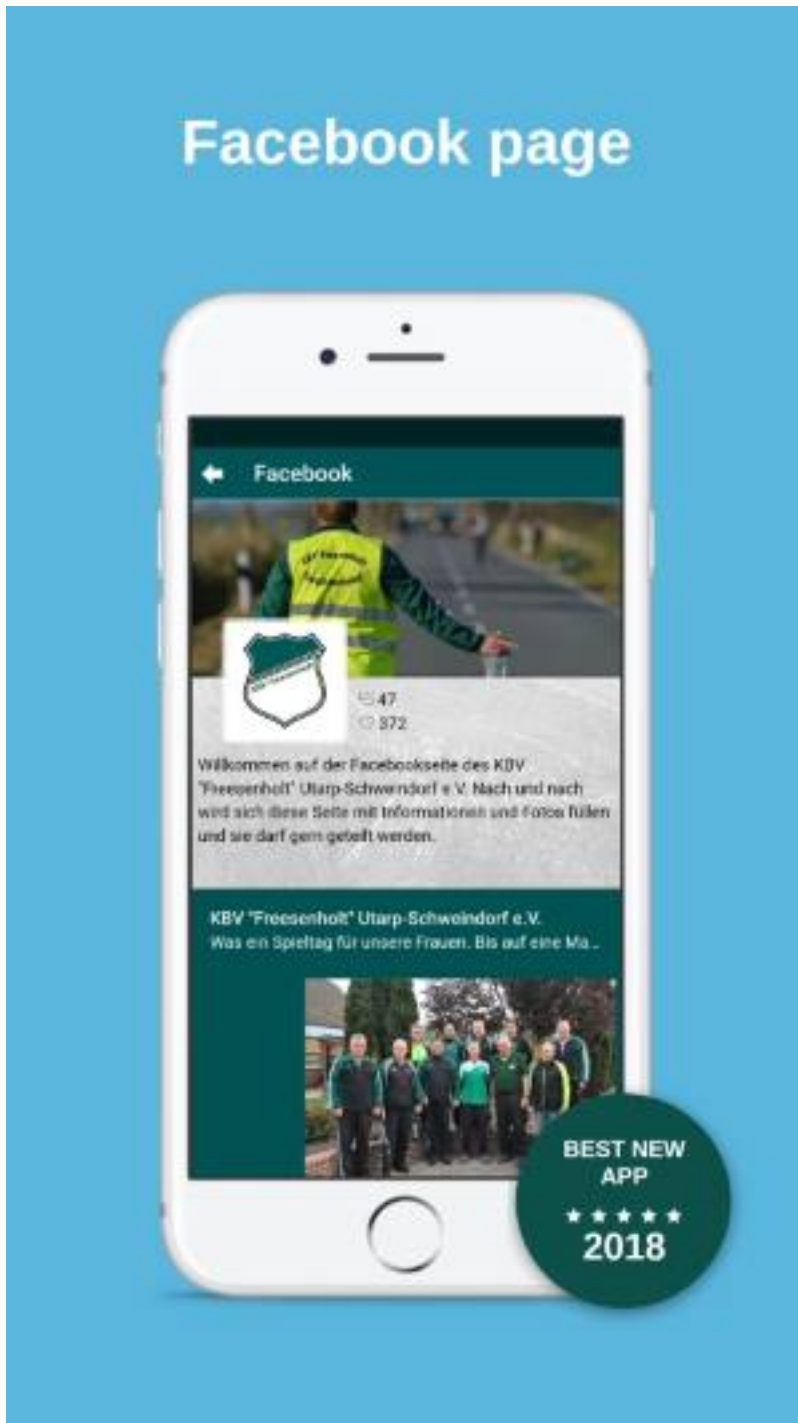 Facebook page
Facebook
47
372
Willkommen auf der Facebookseite des KBV
"Freesenholt" Utarp-Schweindorf e.V. Nach und nach
wird sich diese Seite mit Informationen und Fotos füllen
und sie darf gern geteilt werden.
KBV "Freesenholt" Utarp-Schweindorf e.V.
Was ein Spieltag für unsere Frauen. Bis auf eine Ma...
BEST NEW
APP
2018